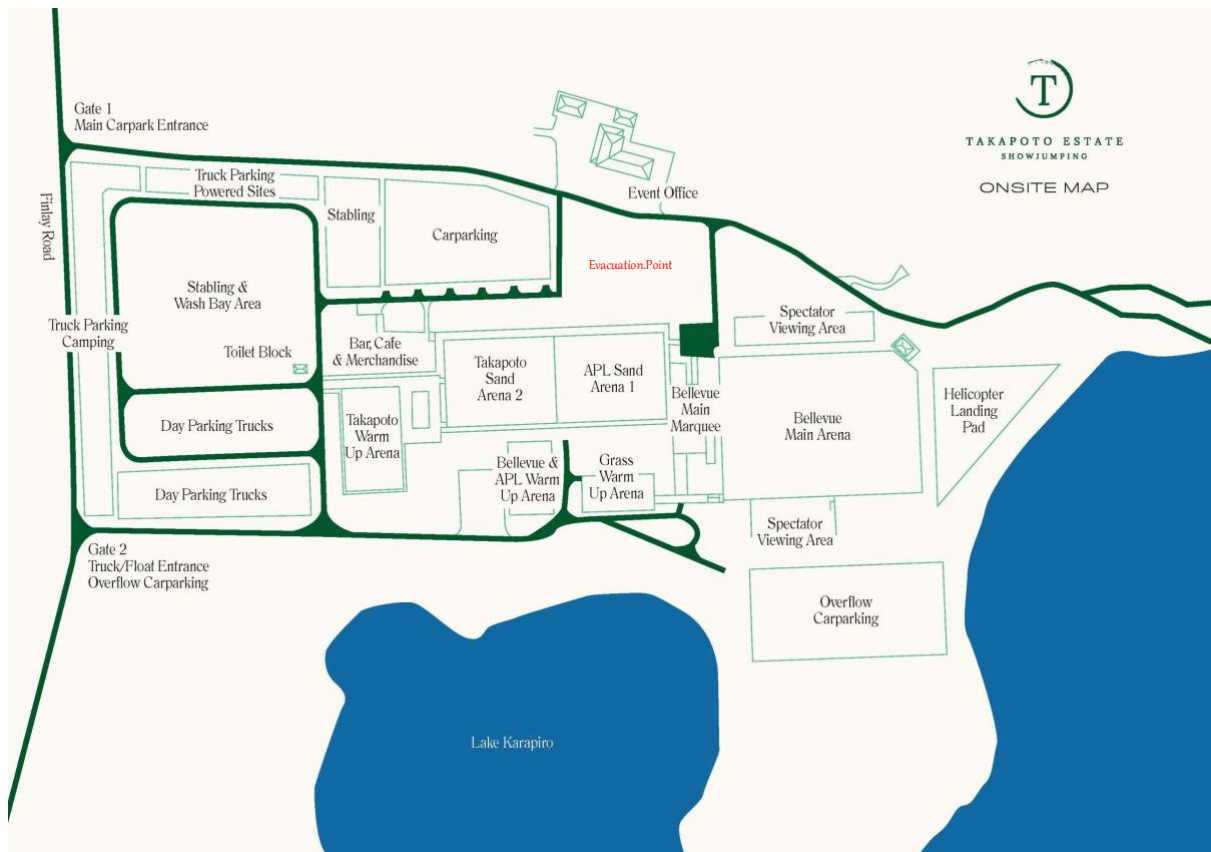 T
TAKAPOTO ESTATE
SHOWJUMPING
ONSITE MAP
Gate 1
Main Carpark Entrance
Finlay Road
Truck Parking
Powered Sites
Stabling
Carparking
Event Office
Evacuation.Point
Stabling &
Wash Bay Area
Toilet Block
Truck Parking
Camping
Bar, Cafe
& Merchandise
Takapoto
Sand
Arena 2
APL Sand
Arena 1
Spectator
Viewing Area
Bellevue
Main
Marquee
Bellevue
Main Arena
Helicopter
Landing
Pad
Day Parking Trucks
Takapoto
Warm
Up Arena
Bellevue &
APL Warm
Up Arena
Grass
Warm
Up Arena
Day Parking Trucks
Spectator
Viewing Area
Gate 2
Truck/Float Entrance
Overflow Carparking
Overflow
Carparking
Lake Karapiro